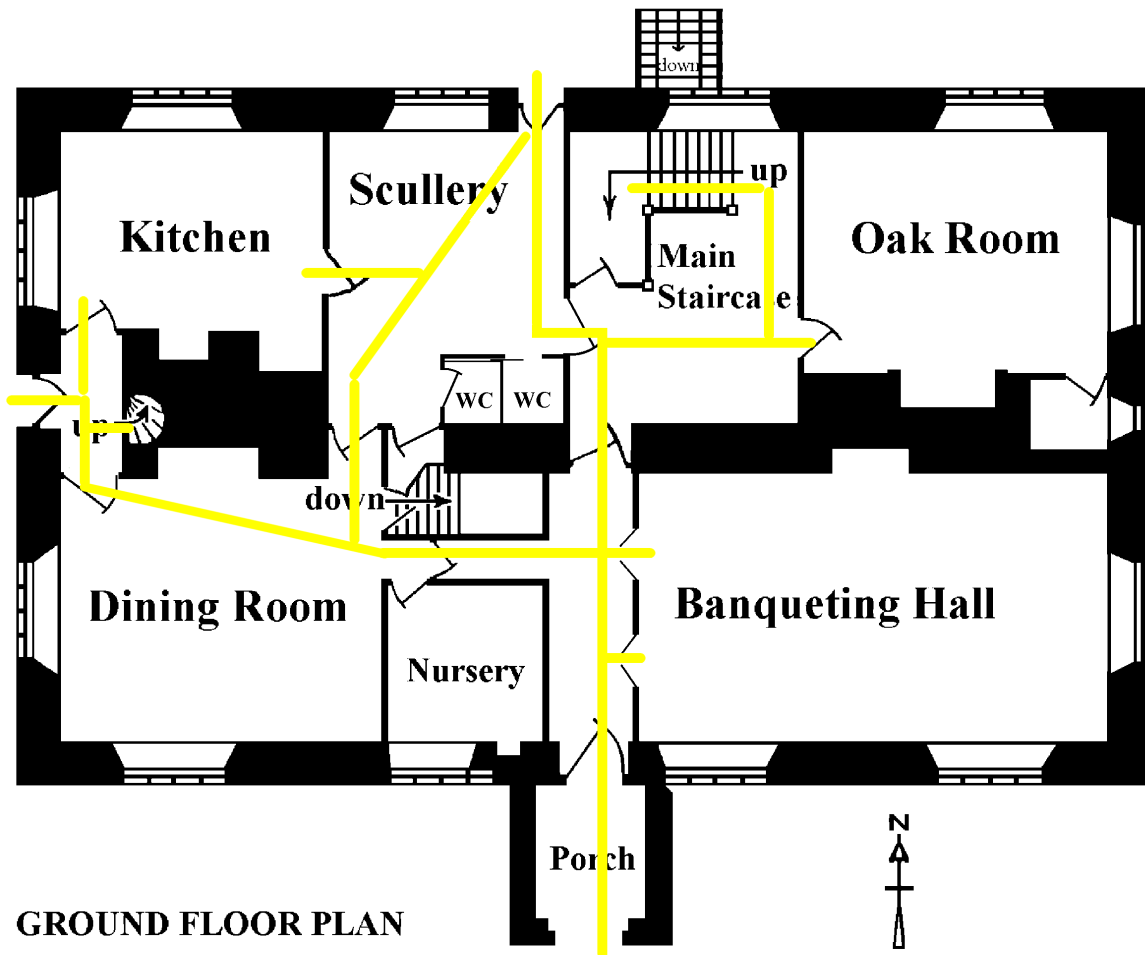 down
up
Scullery
Kitchen
Oak Room
Main
Staircase
WC
WC
up
down
Dining Room
Banqueting Hall
Nursery
N
Porch
GROUND FLOOR PLAN